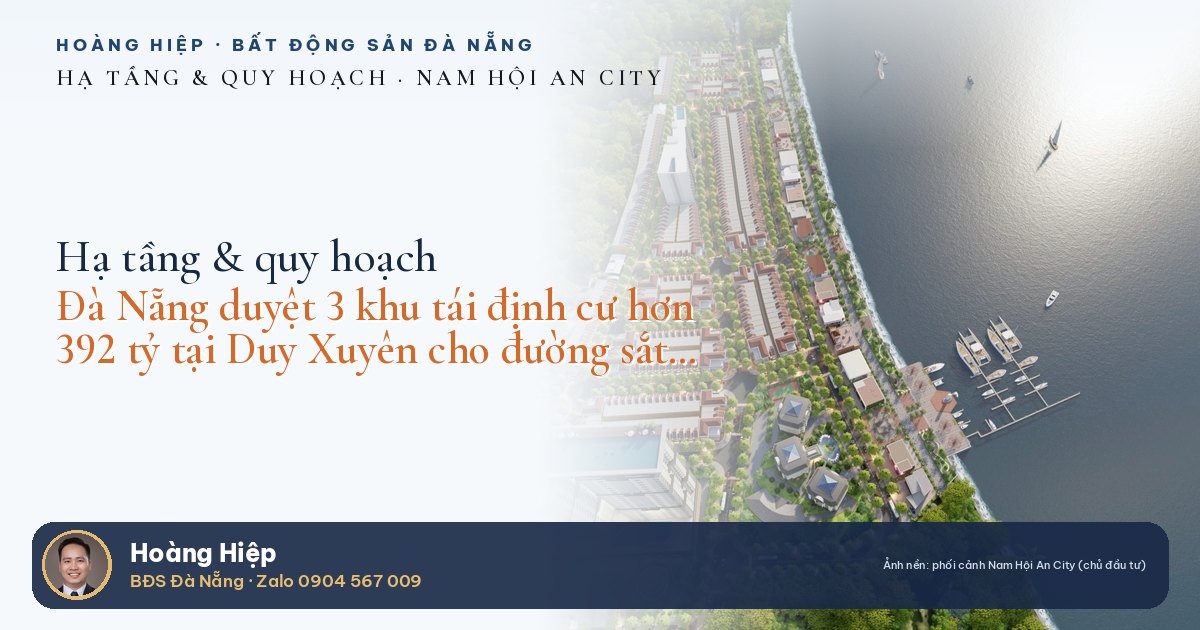 HOÀNG HIỆP · BẤT ĐỘNG SẢN ĐÀ NẴNG
HẠ TẦNG & QUY HOẠCH · NAM HỘI AN CITY
Hạ tầng & quy hoạch
Đà Nẵng duyệt 3 khu tái định cư hơn
392 tỷ tại Duy Xuyên cho đường sắt...
Hoàng Hiệp
BĐS Đà Nẵng · Zalo 0904 567 009
Ảnh nền: phối cảnh Nam Hội An City (chủ đầu tư)